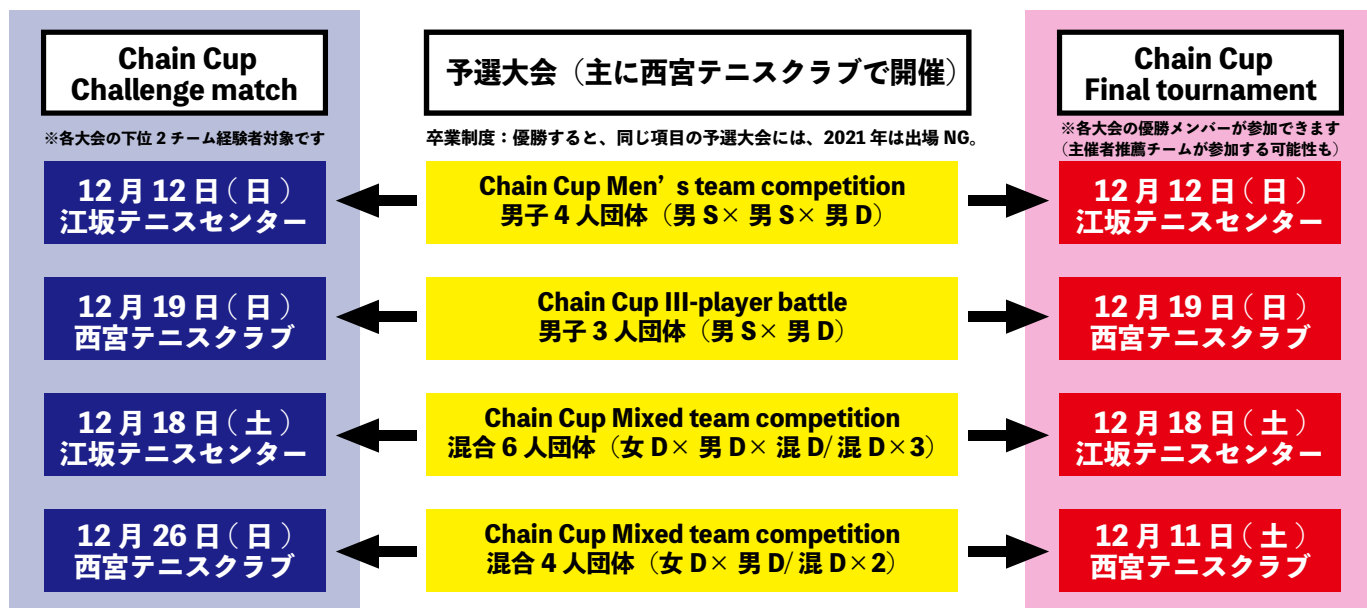 Chain Cup
Challenge match
※各大会の下位 2 チーム経験者対象です
12 月 12 日（日）
江坂テニスセンター
12 月 19 日（日）
西宮テニスクラブ
12 月 18 日（土）
江坂テニスセンター
12 月 26 日（日）
西宮テニスクラブ
予選大会（主に西宮テニスクラブで開催）
卒業制度：優勝すると、同じ項目の予選大会には、2021 年は出場 NG。
Chain Cup Men’s team competition
男子 4 人団体（男 S× 男 S× 男 D）
Chain Cup III-player battle
男子 3 人団体（男 S× 男 D）
Chain Cup Mixed team competition
混合 6 人団体（女 D× 男 D× 混 D/ 混 D×3）
Chain Cup Mixed team competition
混合 4 人団体（女 D× 男 D/ 混 D×2）
Chain Cup
Final tournament
※各大会の優勝メンバーが参加できます
（主催者推薦チームが参加する可能性も）
12 月 12 日（日）
江坂テニスセンター
12 月 19 日（日）
西宮テニスクラブ
12 月 18 日（土）
江坂テニスセンター
12 月 11 日（土）
西宮テニスクラブ